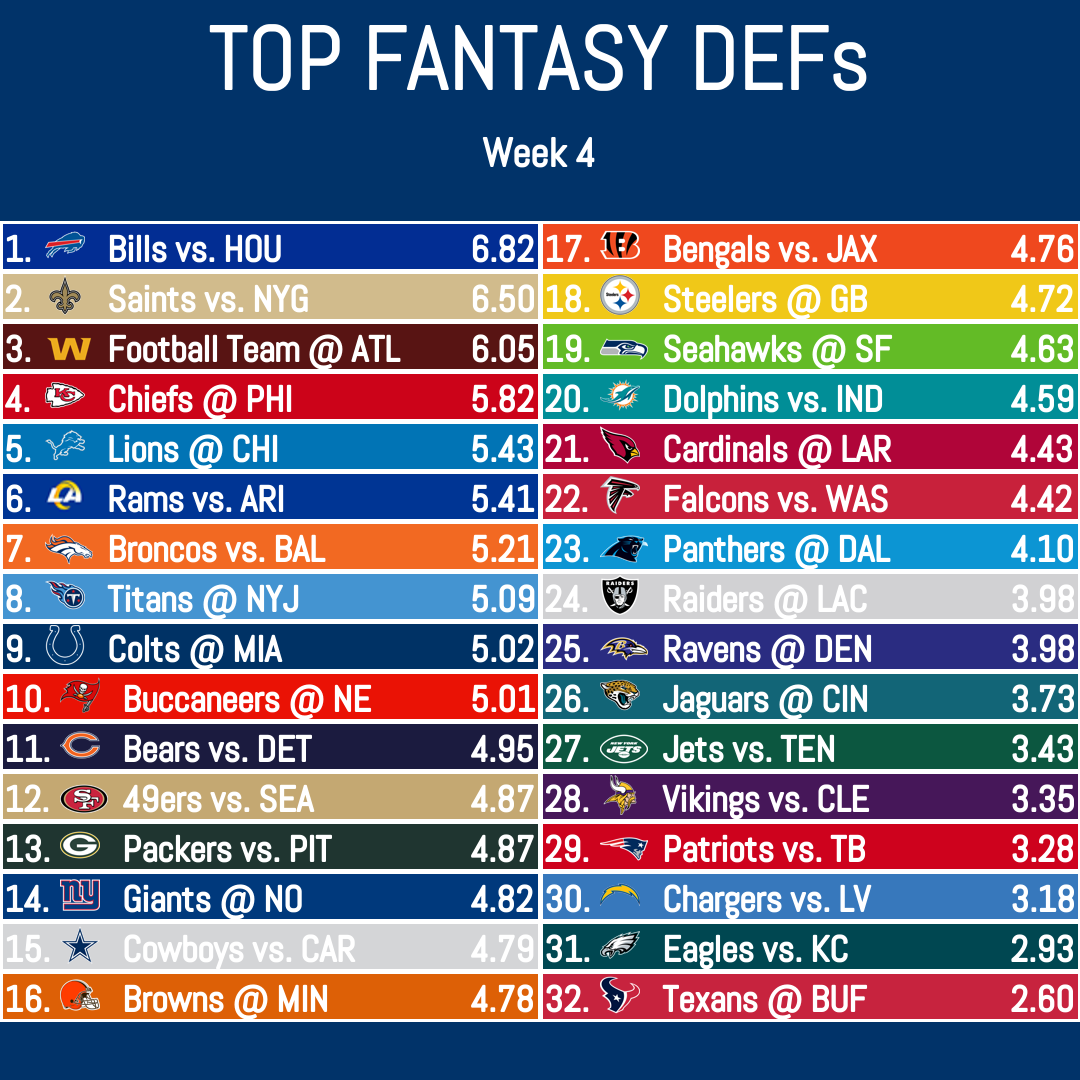 TOP FANTASY DEFs
Week 4
1. Bills vs. HOU 6.82
2. Saints vs. NYG 6.50
3. W Football Team @ ATL 6.05
4. KC Chiefs @ PHI 5.82
5. Lions @ CHI 5.43
6. LA Rams vs. ARI 5.41
7. Broncos vs. BAL 5.21
8. T Titans @ NYJ 5.09
9. Colts @ MIA 5.02
10. Buccaneers @ NE 5.01
11. C Bears vs. DET 4.95
12. SF 49ers vs. SEA 4.87
13. G Packers vs. PIT 4.87
14. ny Giants @ NO 4.82
15. Cowboys vs. CAR 4.79
16. Browns @ MIN 4.78
17. B Bengals vs. JAX 4.76
18. Steelers Steelers @ GB 4.72
19. Seahawks @ SF 4.63
20. Dolphins vs. IND 4.59
21. Cardinals @ LAR 4.43
22. Falcons vs. WAS 4.42
23. Panthers @ DAL 4.10
24. RAIDERS Raiders @ LAC 3.98
25. B Ravens @ DEN 3.98
26. Jaguars @ CIN 3.73
27. NEW YORK JETS Jets vs. TEN 3.43
28. Vikings vs. CLE 3.35
29. Patriots vs. TB 3.28
30. Chargers vs. LV 3.18
31. Eagles vs. KC 2.93
32. Texans @ BUF 2.60